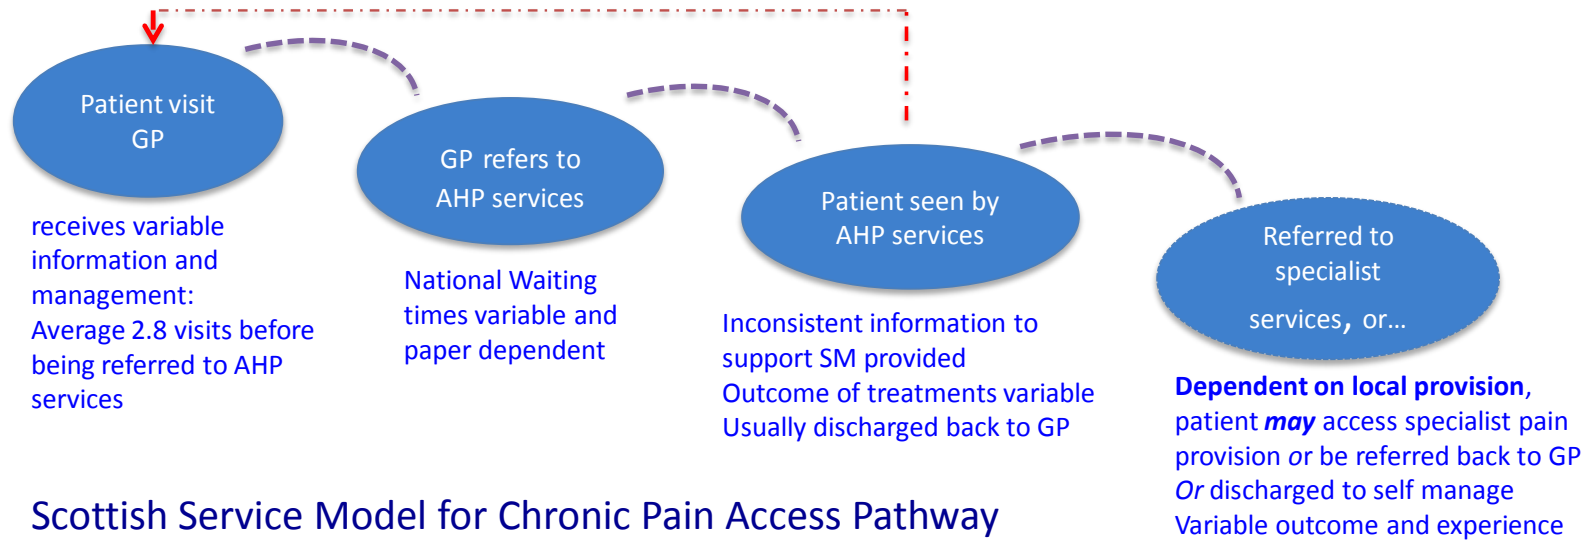 Patient visit
GP
receives variable
information and
management:
Average 2.8 visits before
being referred to AHP
services
GP refers to
AHP services
National Waiting
times variable and
paper dependent
Patient seen by
AHP services
Inconsistent information to
support SM provided
Outcome of treatments variable
Usually discharged back to GP
Referred to
specialist
services, or…
Dependent on local provision,
patient may access specialist pain
provision or be referred back to GP
Or discharged to self manage
Variable outcome and experience
Scottish Service Model for Chronic Pain Access Pathway